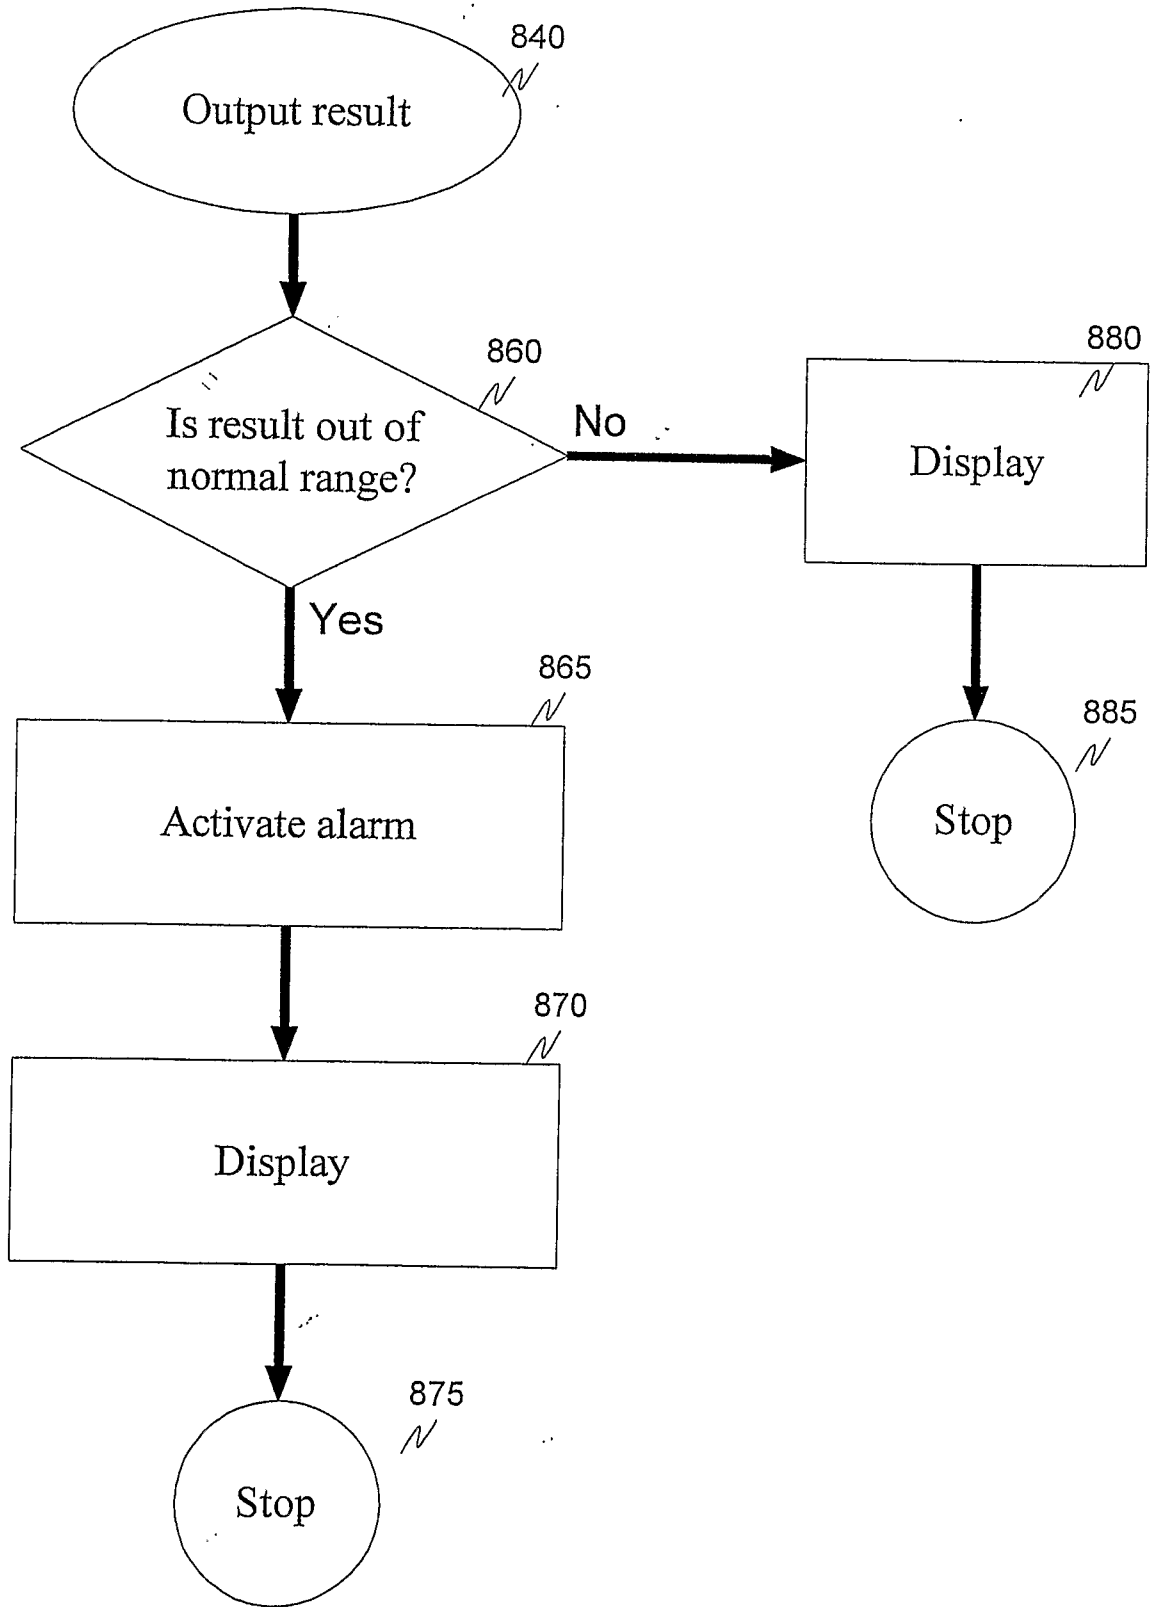 840
Output result
860
Is result out of
normal range?
No
880
Display
Yes
865
Activate alarm
885
Stop
870
Display
875
Stop